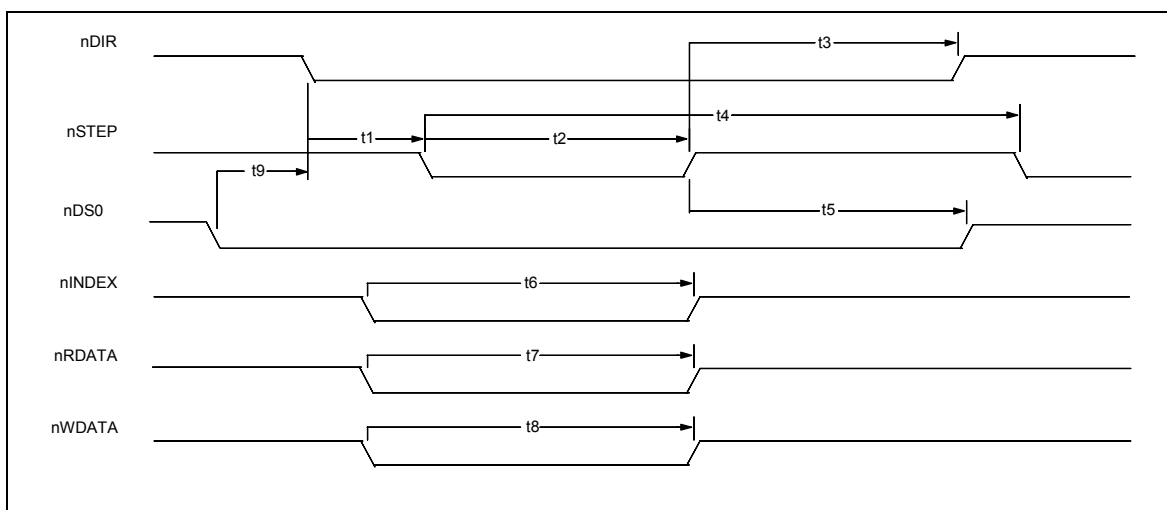 nDIR
t3
nSTEP
t4
t1
t2
t9
nDS0
t5
nINDEX
t6
nRDATA
t7
nWDATA
t8